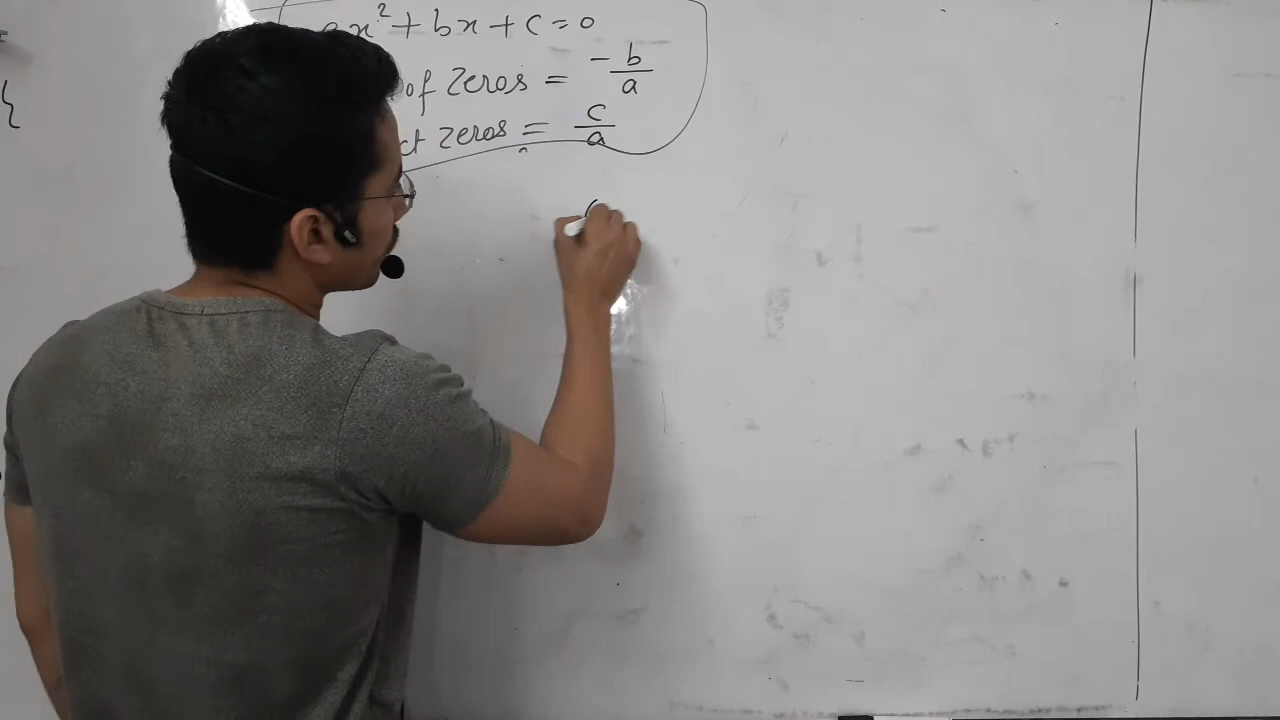 ax² + bx + c = 0
of zeros = -b/a
ct zeros = c/a